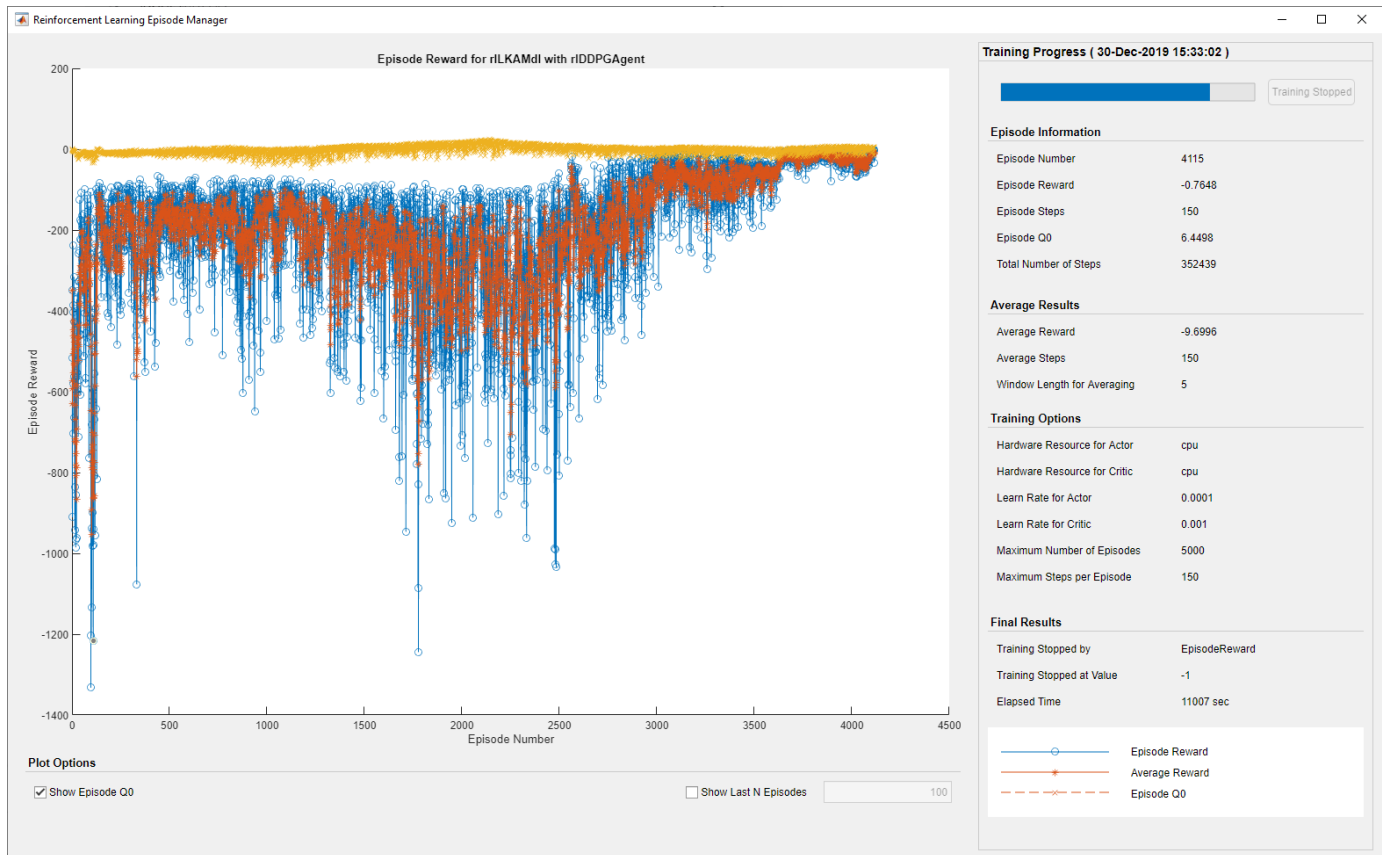 Reinforcement Learning Episode Manager
Episode Reward for rlLKAMdl with rlDDPGAgent
200
0
-200
-400
-600
-800
-1000
-1200
-1400
Episode Reward
0
500
1000
1500
2000
2500
3000
3500
4000
4500
Episode Number
Plot Options
Show Episode Q0
Show Last N Episodes
100
Training Progress ( 30-Dec-2019 15:33:02 )
Training Stopped
Episode Information
Episode Number 4115
Episode Reward -0.7648
Episode Steps 150
Episode Q0 6.4498
Total Number of Steps 352439
Average Results
Average Reward -9.6996
Average Steps 150
Window Length for Averaging 5
Training Options
Hardware Resource for Actor cpu
Hardware Resource for Critic cpu
Learn Rate for Actor 0.0001
Learn Rate for Critic 0.001
Maximum Number of Episodes 5000
Maximum Steps per Episode 150
Final Results
Training Stopped by EpisodeReward
Training Stopped at Value -1
Elapsed Time 11007 sec
Episode Reward
Average Reward
Episode Q0